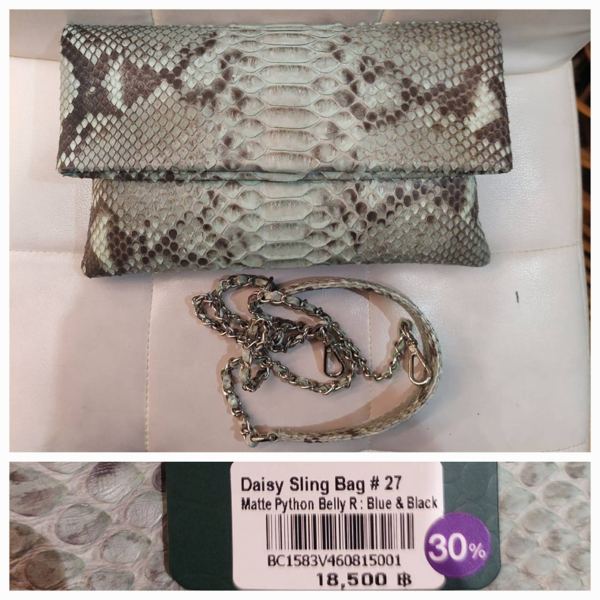 Daisy Sling Bag # 27
Matte Python Belly R : Blue & Black
BC1583V460815001
30%
18,500 ฿